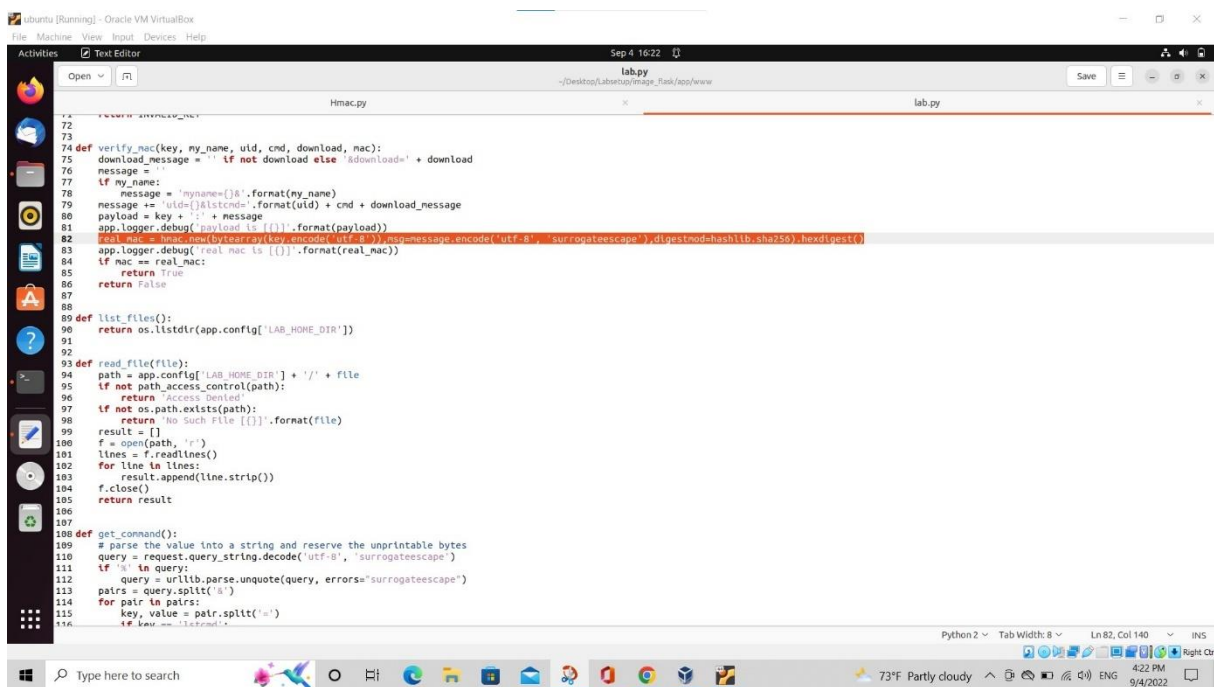 ubuntu [Running] - Oracle VM VirtualBox
File Machine View Input Devices Help
Activities Text Editor Sep 4 16:22
Open lab.py Save
~/Desktop/Labsetup/image_flask/app/www
Hmac.py × lab.py ×
71 return INVALID_KEY
72
73
74 def verify_mac(key, my_name, uid, cmd, download, mac):
75 download_message = '' if not download else '&download=' + download
76 message = ''
77 if my_name:
78 message = 'myname={}&'.format(my_name)
79 message += 'uid={}&lstcmd='.format(uid) + cmd + download_message
80 payload = key + ':' + message
81 app.logger.debug('payload is [{}]'.format(payload))
82 real_mac = hmac.new(bytearray(key.encode('utf-8')),msg=message.encode('utf-8', 'surrogateescape'),digestmod=hashlib.sha256).hexdigest()
83 app.logger.debug('real mac is [{}]'.format(real_mac))
84 if mac == real_mac:
85 return True
86 return False
87
88
89 def list_files():
90 return os.listdir(app.config['LAB_HOME_DIR'])
91
92
93 def read_file(file):
94 path = app.config['LAB_HOME_DIR'] + '/' + file
95 if not path_access_control(path):
96 return 'Access Denied'
97 if not os.path.exists(path):
98 return 'No Such File [{}]'.format(file)
99 result = []
100 f = open(path, 'r')
101 lines = f.readlines()
102 for line in lines:
103 result.append(line.strip())
104 f.close()
105 return result
106
107
108 def get_command():
109 # parse the value into a string and reserve the unprintable bytes
110 query = request.query_string.decode('utf-8', 'surrogateescape')
111 if '%' in query:
112 query = urllib.parse.unquote(query, errors="surrogateescape")
113 pairs = query.split('&')
114 for pair in pairs:
115 key, value = pair.split('=')
116 if key == 'lstcmd':
Python 2 Tab Width: 8 Ln 82, Col 140 INS
Right Ctrl
Type here to search 73°F Partly cloudy ENG 4:22 PM
9/4/2022